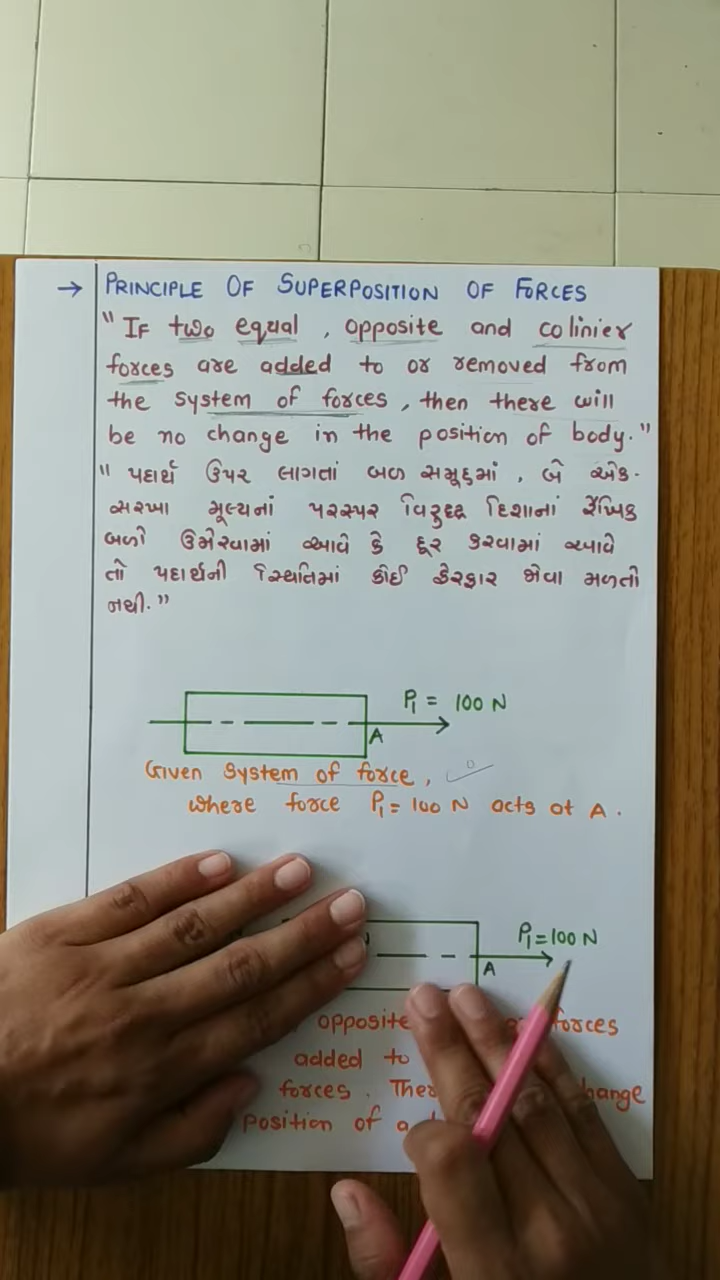 → PRINCIPLE OF SUPERPOSITION OF FORCES
" IF two equal , opposite and colinier
forces are added to or removed from
the system of forces , then there will
be no change in the position of body. "
" પદાર્થ ઉપર લાગતાં બળ સમૂહમાં , બે એક-
સરખા મૂલ્યનાં પરસ્પર વિરુદ્ધ દિશાનાં રૈખિક
બળો ઉમેરવામાં આવે કે દૂર કરવામાં આવે
તો પદાર્થની સ્થિતિમાં કોઈ ફેરફાર જોવા મળતો
નથી. "
P₁ = 100 N
A
Given system of force ,
where force P₁ = 100 N acts at A .
P₁ = 100 N
A
opposite forces
added to
forces . change
position of a